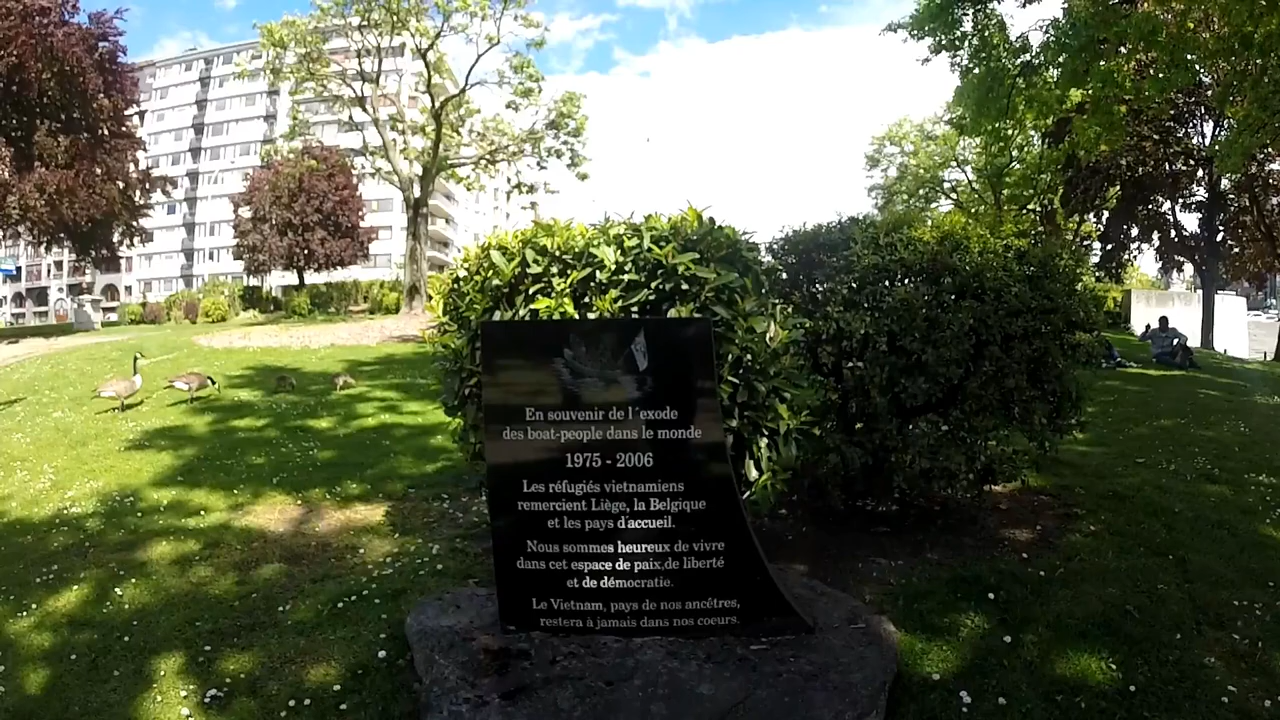 En souvenir de l'exode
des boat-people dans le monde
1975 - 2006
Les réfugiés vietnamiens
remercient Liège, la Belgique
et les pays d'accueil.
Nous sommes heureux de vivre
dans cet espace de paix,de liberté
et de démocratie.
Le Vietnam, pays de nos ancêtres,
restera à jamais dans nos coeurs.